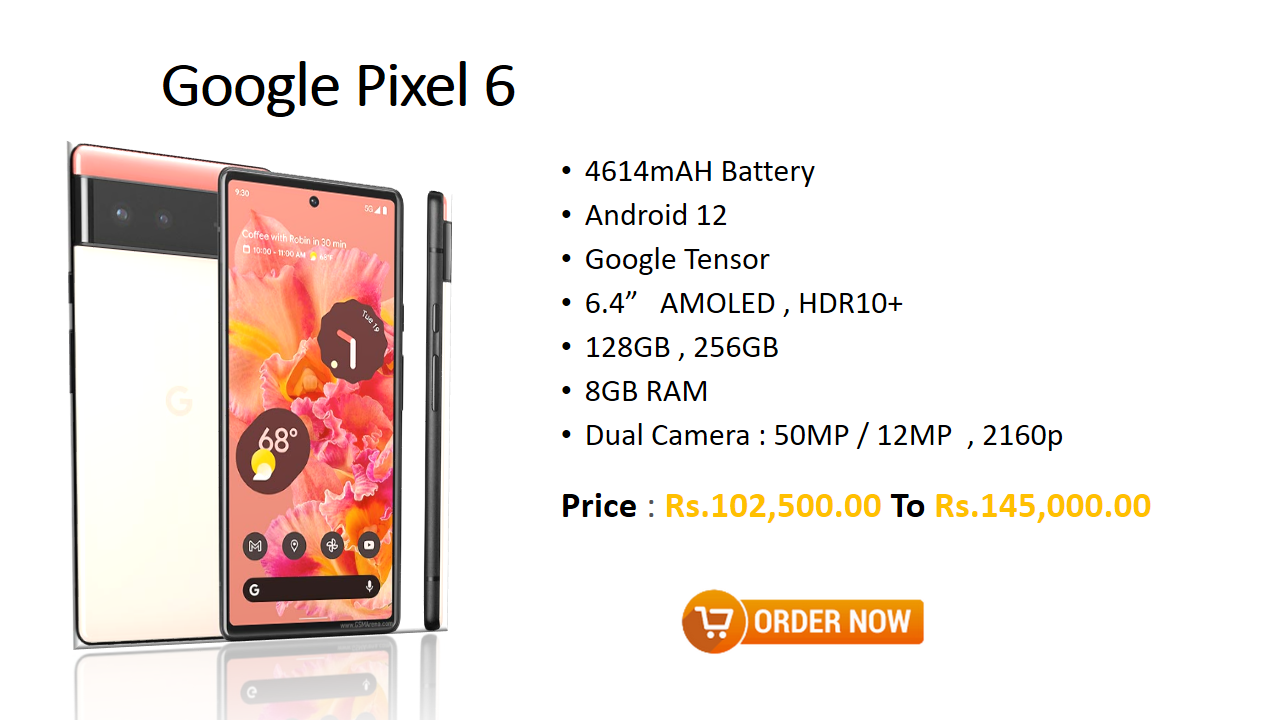 Google Pixel 6
9:30
5G
Coffee with Robin in 30 min
10:00 - 11:00 AM
Tue 19
68°
G
G
www.GSMArena.com
• 4614mAH Battery
• Android 12
• Google Tensor
• 6.4” AMOLED , HDR10+
• 128GB , 256GB
• 8GB RAM
• Dual Camera : 50MP / 12MP , 2160p
Price : Rs.102,500.00 To Rs.145,000.00
ORDER NOW